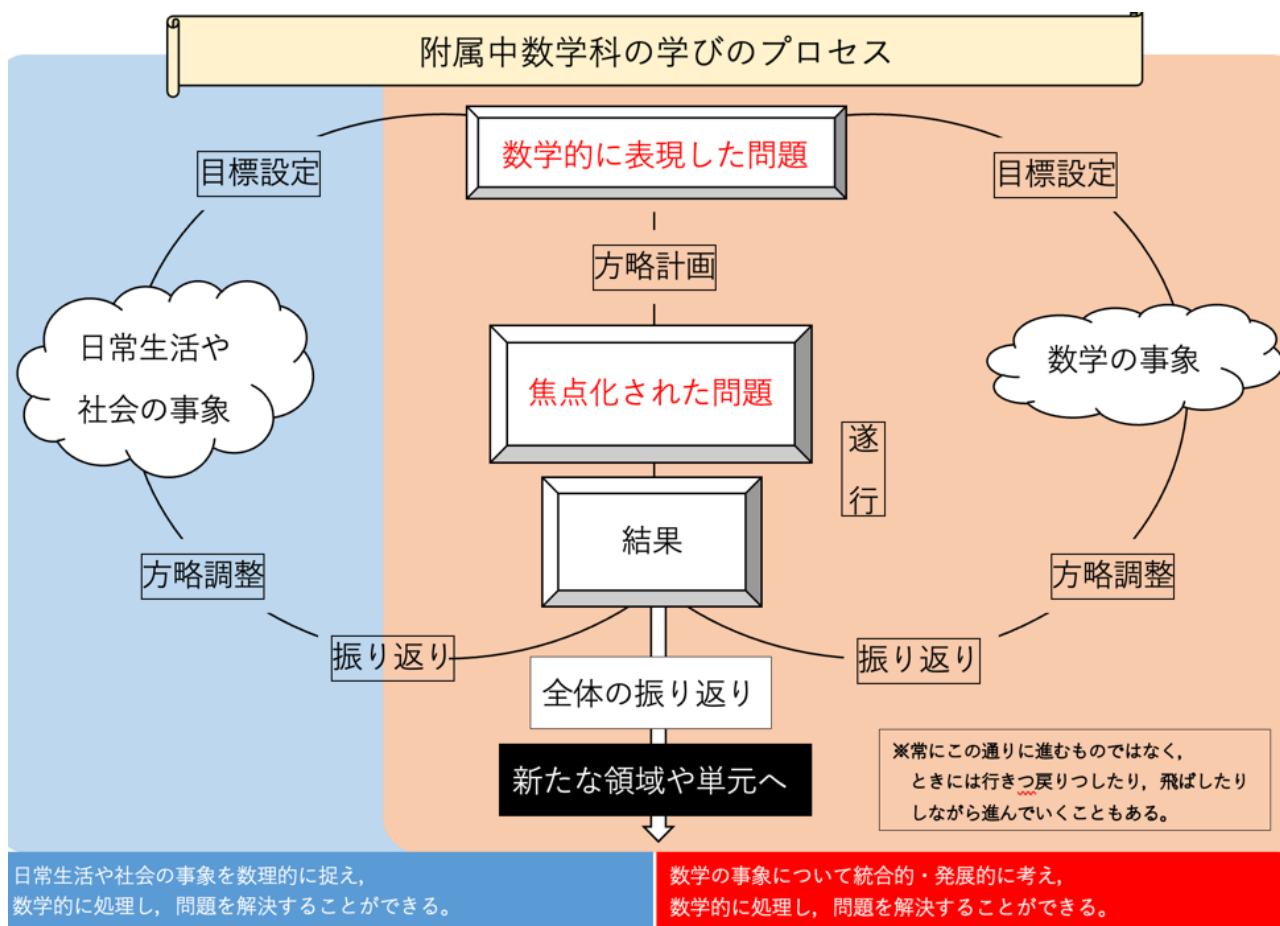 附属中数学科の学びのプロセス
数学的に表現した問題
目標設定
目標設定
方略計画
日常生活や
社会の事象
焦点化された問題
数学の事象
遂
行
結果
方略調整
方略調整
振り返り
振り返り
全体の振り返り
新たな領域や単元へ
※常にこの通りに進むものではなく，
ときには行きつ戻りつしたり，飛ばしたり
しながら進んでいくこともある。
日常生活や社会の事象を数理的に捉え，
数学的に処理し，問題を解決することができる。
数学の事象について統合的・発展的に考え，
数学的に処理し，問題を解決することができる。